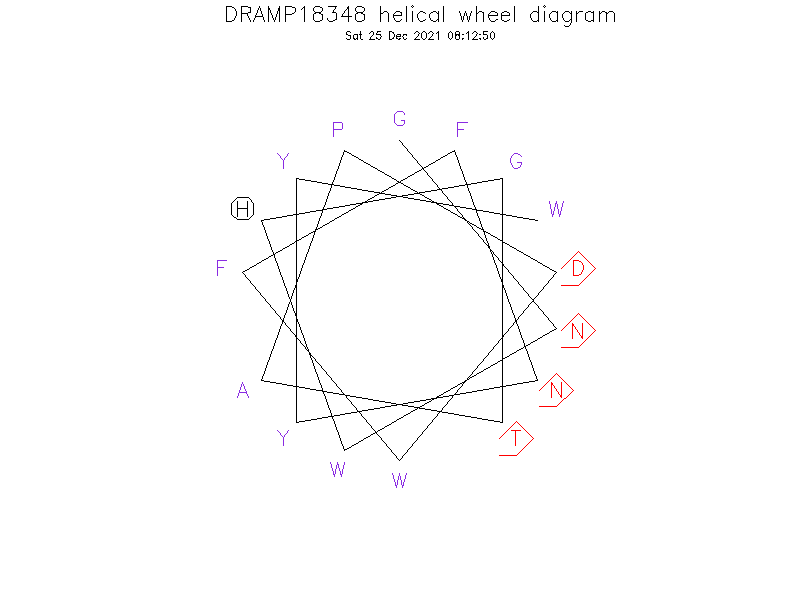 DRAMP18348 helical wheel diagram
Sat 25 Dec 2021 08:12:50
G
P F
Y G
H W
F D
N
A N
Y T
W
W